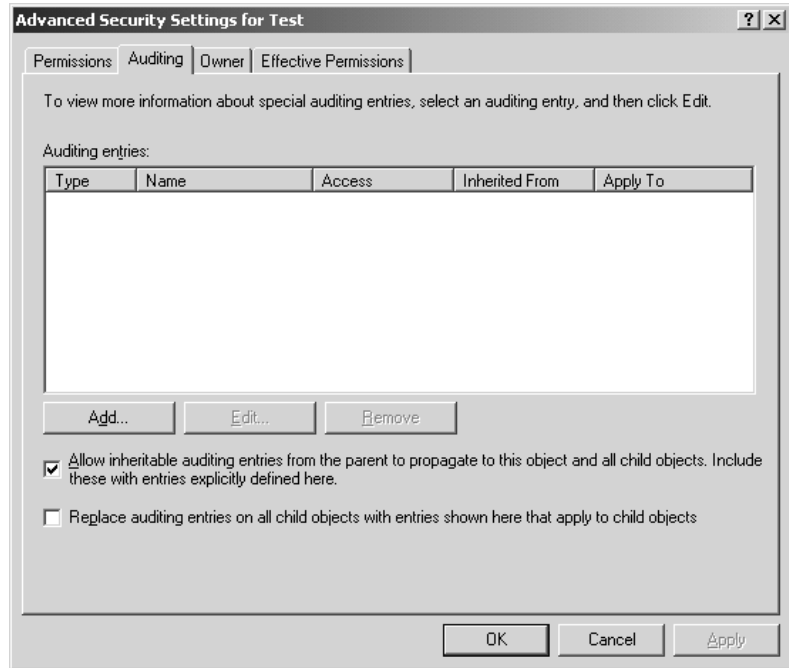 Advanced Security Settings for Test
Permissions Auditing Owner Effective Permissions
To view more information about special auditing entries, select an auditing entry, and then click Edit.
Auditing entries:
Type Name Access Inherited From Apply To
Add... Edit... Remove
Allow inheritable auditing entries from the parent to propagate to this object and all child objects. Include
these with entries explicitly defined here.
Replace auditing entries on all child objects with entries shown here that apply to child objects
OK Cancel Apply